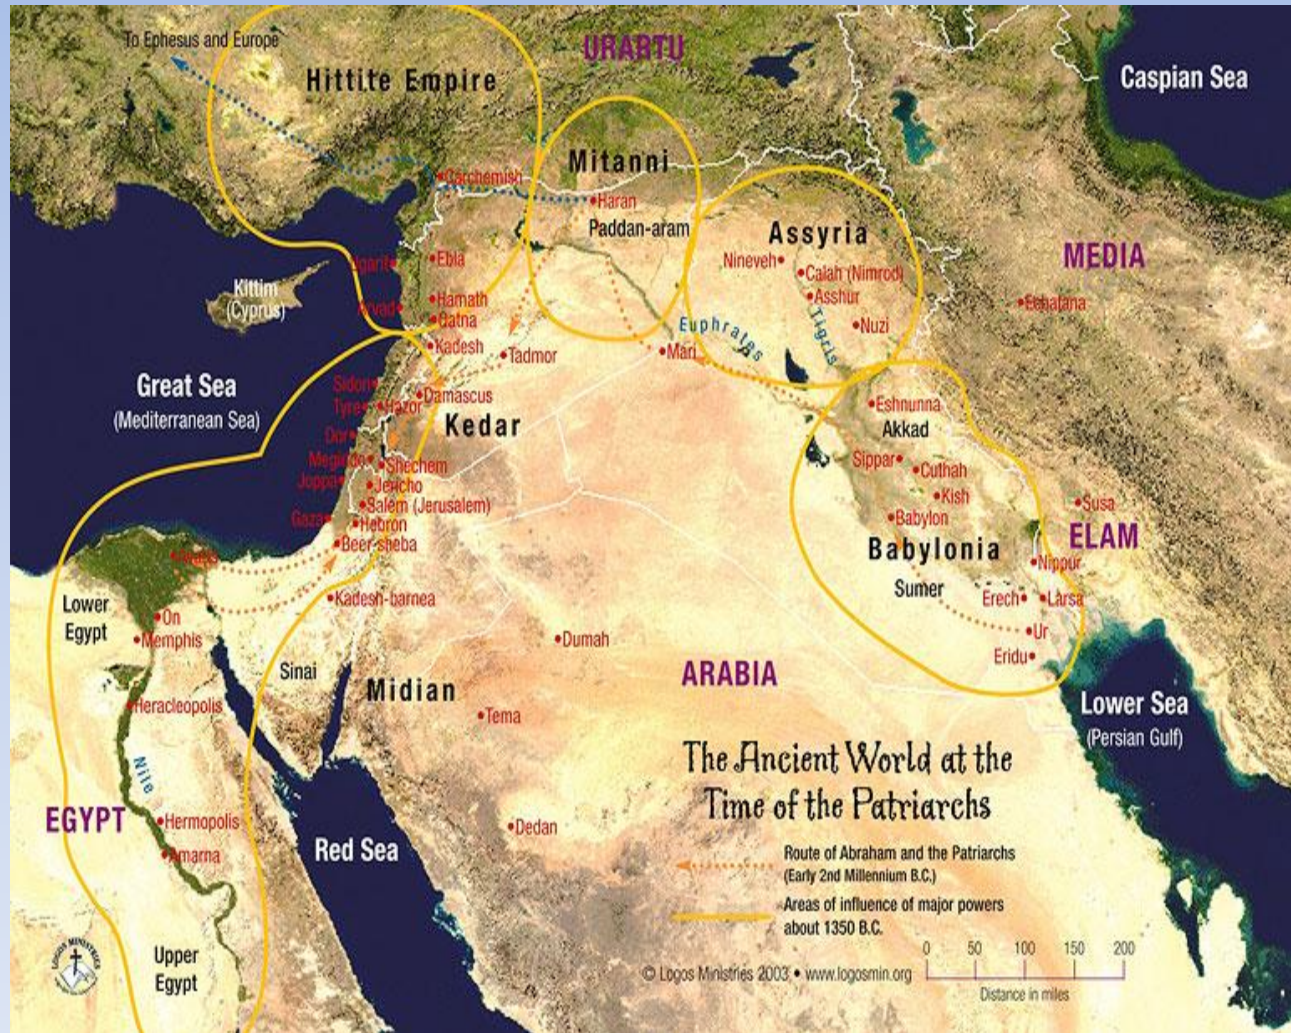 To Ephesus and Europe
URARTU
Hittite Empire
Caspian Sea
Mitanni
Carchemish
Haran
Paddan-aram
Assyria
MEDIA
Ugarit
Ebla
Nineveh
Calah (Nimrod)
Kittim
(Cyprus)
Arvad
Hamath
Qatna
Asshur
Ecbatana
Nuzi
Euphrates
Tigris
Kadesh
Tadmor
Mari
Great Sea
(Mediterranean Sea)
Sidon
Damascus
Tyre
Hazor
Kedar
Eshnunna
Akkad
Dor
Megiddo
Shechem
Sippar
Cuthah
Joppa
Jericho
Kish
Salem (Jerusalem)
Susa
Gaza
Hebron
Babylon
ELAM
Beer-sheba
Babylonia
Nippur
Sumer
Lower
Egypt
Kadesh-barnea
Erech
Larsa
On
Memphis
Dumah
Ur
Sinai
Eridu
Midian
ARABIA
Heracleopolis
Tema
Lower Sea
(Persian Gulf)
Nile
The Ancient World at the
Time of the Patriarchs
EGYPT
Hermopolis
Dedan
Amarna
Red Sea
Route of Abraham and the Patriarchs
(Early 2nd Millennium B.C.)
Areas of influence of major powers
about 1350 B.C.
LOGOS MINISTRIES
Upper
Egypt
© Logos Ministries 2003 • www.logosmin.org
0 50 100 150 200
Distance in miles